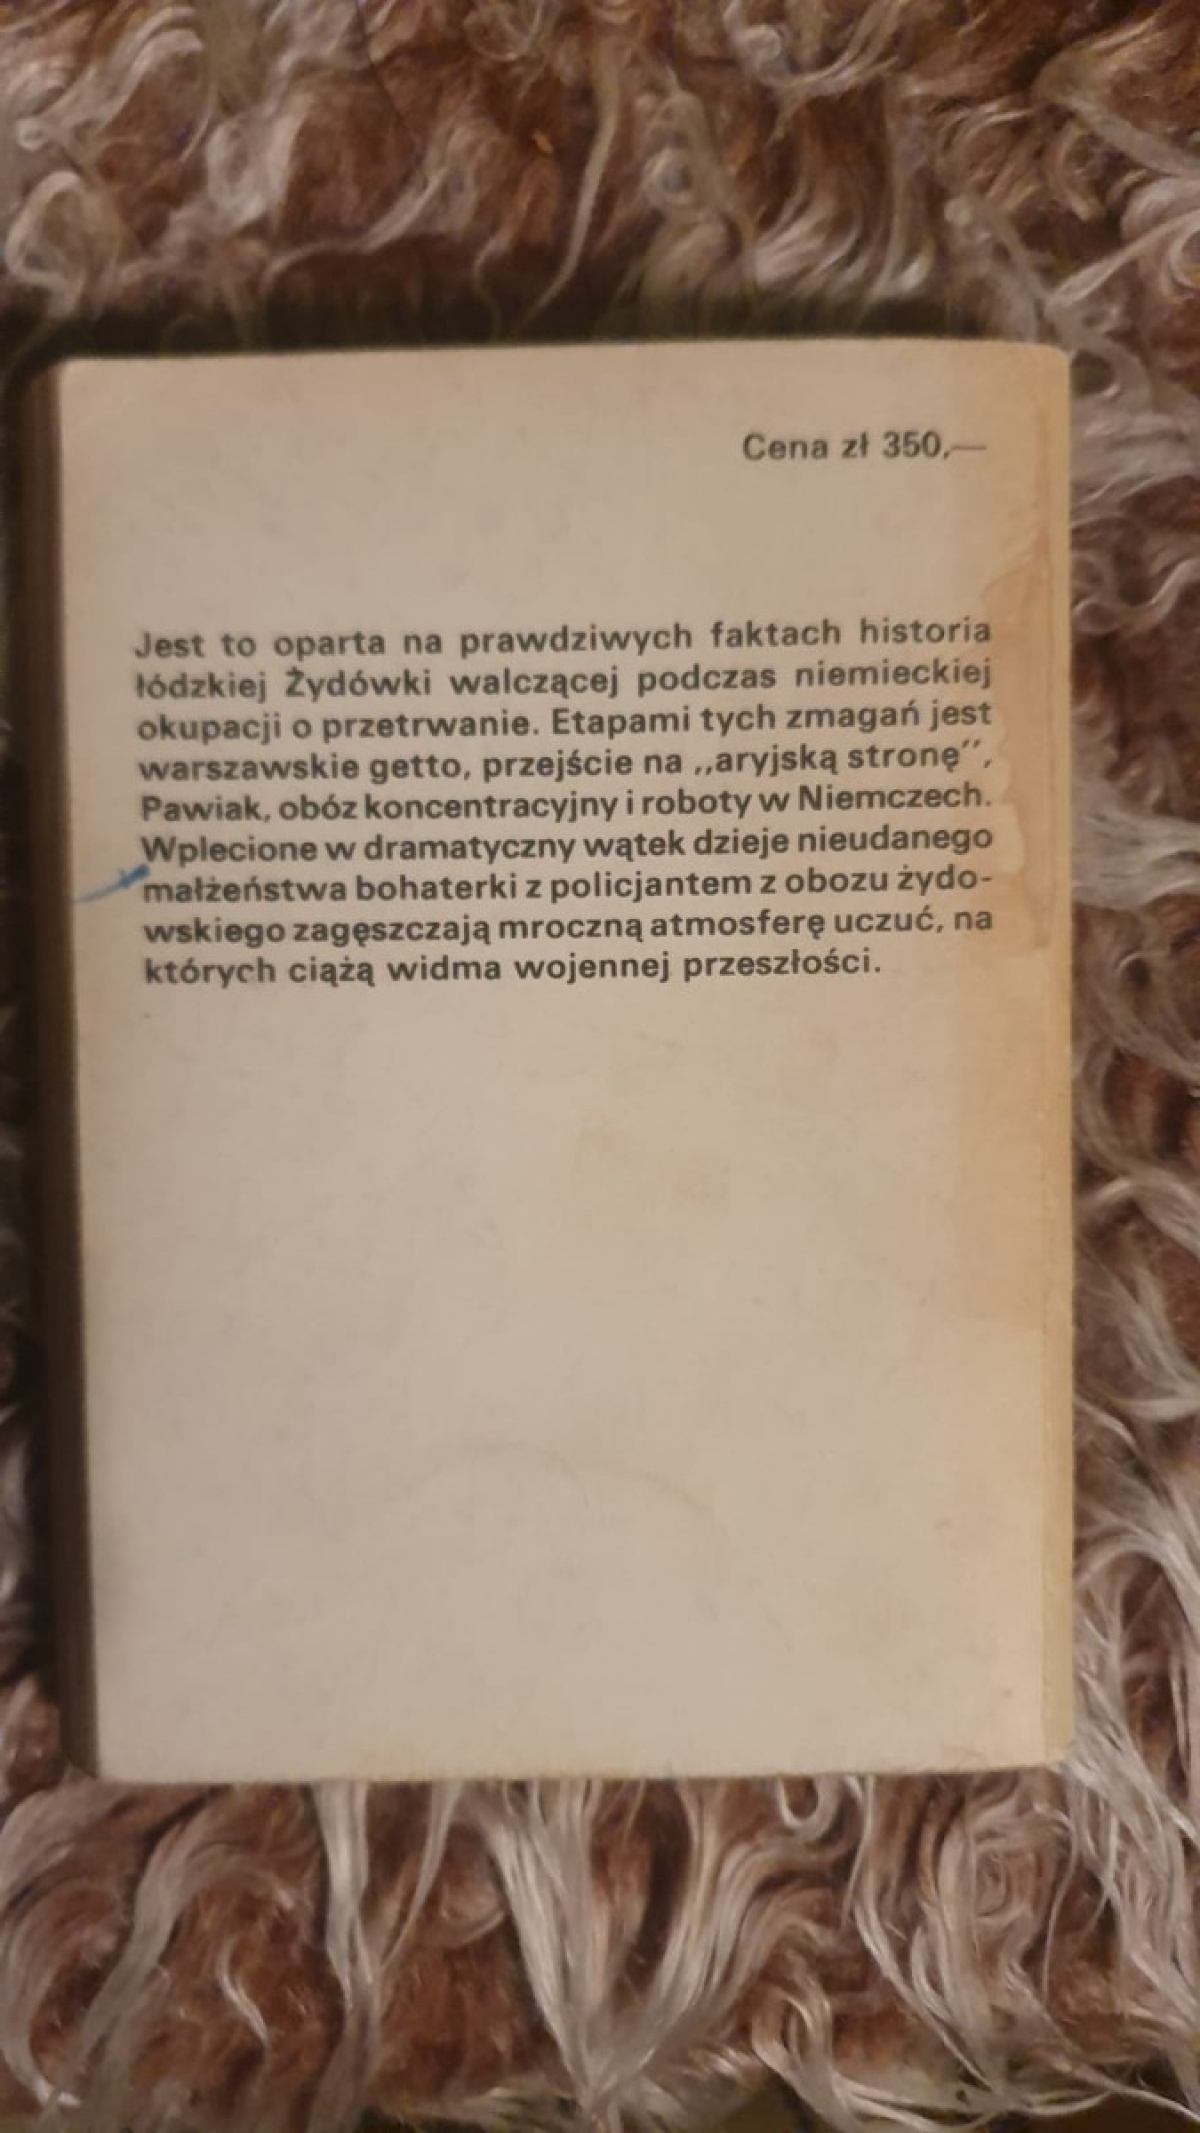 Cena zł 350,—
Jest to oparta na prawdziwych faktach historia
łódzkiej Żydówki walczącej podczas niemieckiej
okupacji o przetrwanie. Etapami tych zmagań jest
warszawskie getto, przejście na ,,aryjską stronę'',
Pawiak, obóz koncentracyjny i roboty w Niemczech.
Wplecione w dramatyczny wątek dzieje nieudanego
małżeństwa bohaterki z policjantem z obozu żydo-
wskiego zagęszczają mroczną atmosferę uczuć, na
których ciążą widma wojennej przeszłości.